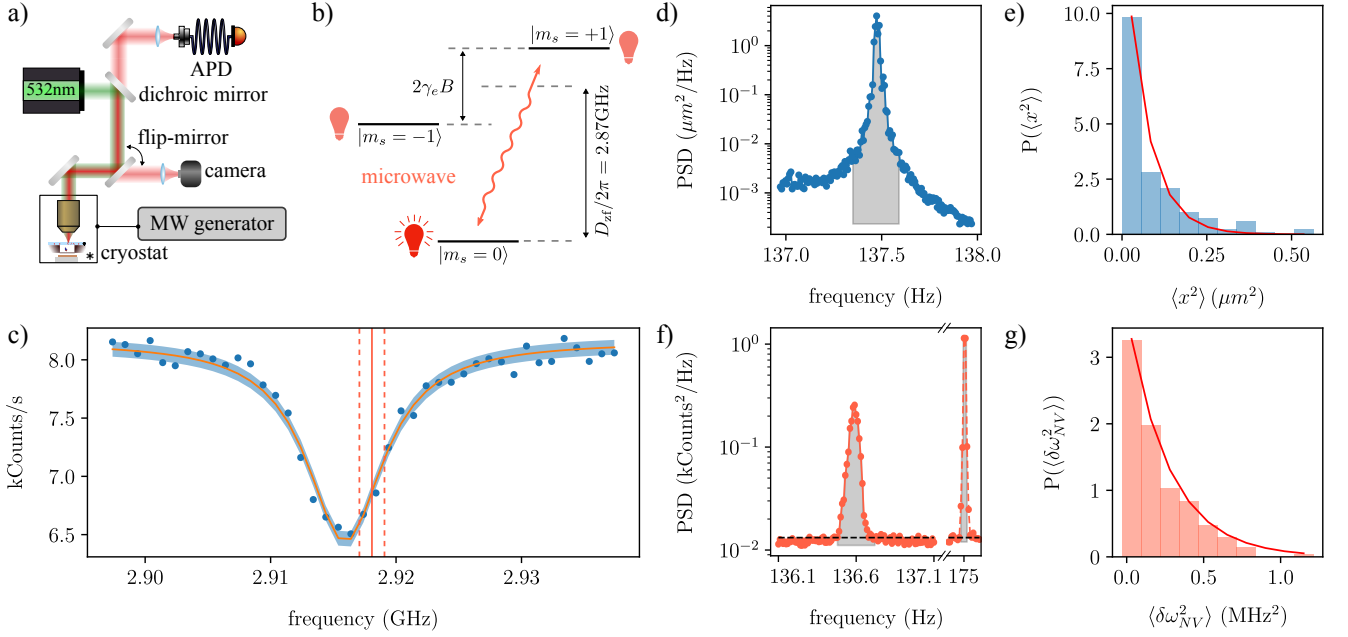 a)
532nm
APD
dichroic mirror
flip-mirror
camera
MW generator
* cryostat
b)
|mₛ = +1⟩
2γₑB
|mₛ = −1⟩
microwave
D_zf/2π = 2.87GHz
|mₛ = 0⟩
c)
kCounts/s
8.0
7.5
7.0
6.5
2.90
2.91
2.92
2.93
frequency (GHz)
d)
PSD (μm²/Hz)
10⁰
10⁻¹
10⁻²
10⁻³
137.0
137.5
138.0
frequency (Hz)
e)
P(⟨x²⟩)
10.0
7.5
5.0
2.5
0.0
0.00
0.25
0.50
⟨x²⟩ (μm²)
f)
PSD (kCounts²/Hz)
10⁰
10⁻¹
10⁻²
136.1
136.6
137.1
175
frequency (Hz)
g)
P(⟨δω²_NV⟩)
3
2
1
0
0.0
0.5
1.0
⟨δω²_NV⟩ (MHz²)